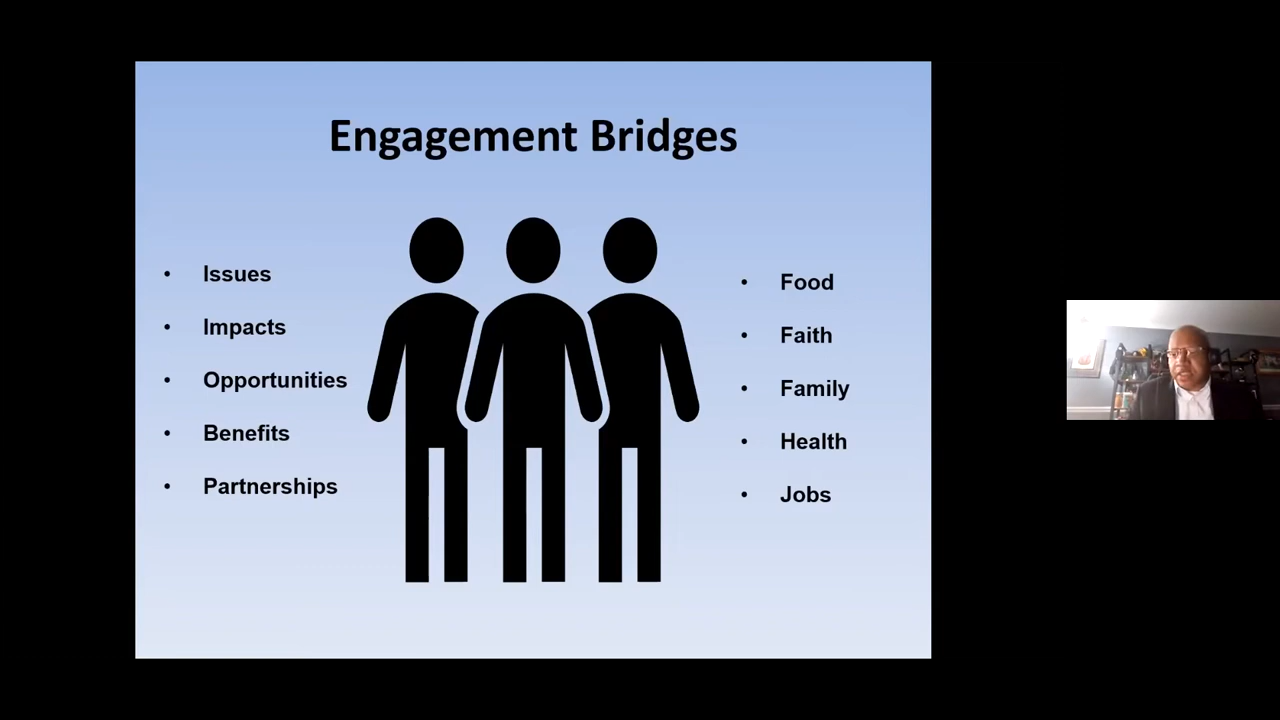 Engagement Bridges
• Issues
• Impacts
• Opportunities
• Benefits
• Partnerships
• Food
• Faith
• Family
• Health
• Jobs